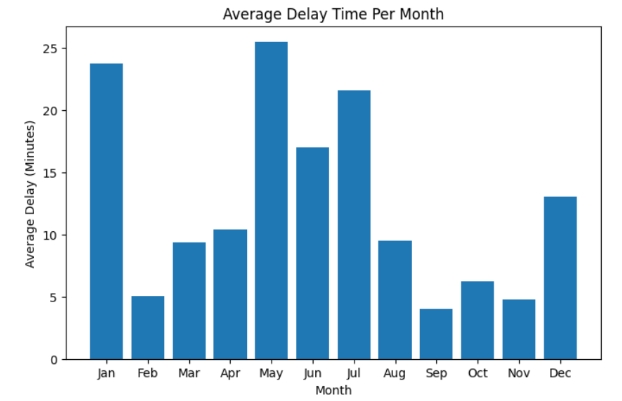 Average Delay Time Per Month
Average Delay (Minutes)
25
20
15
10
5
0
Jan Feb Mar Apr May Jun Jul Aug Sep Oct Nov Dec
Month